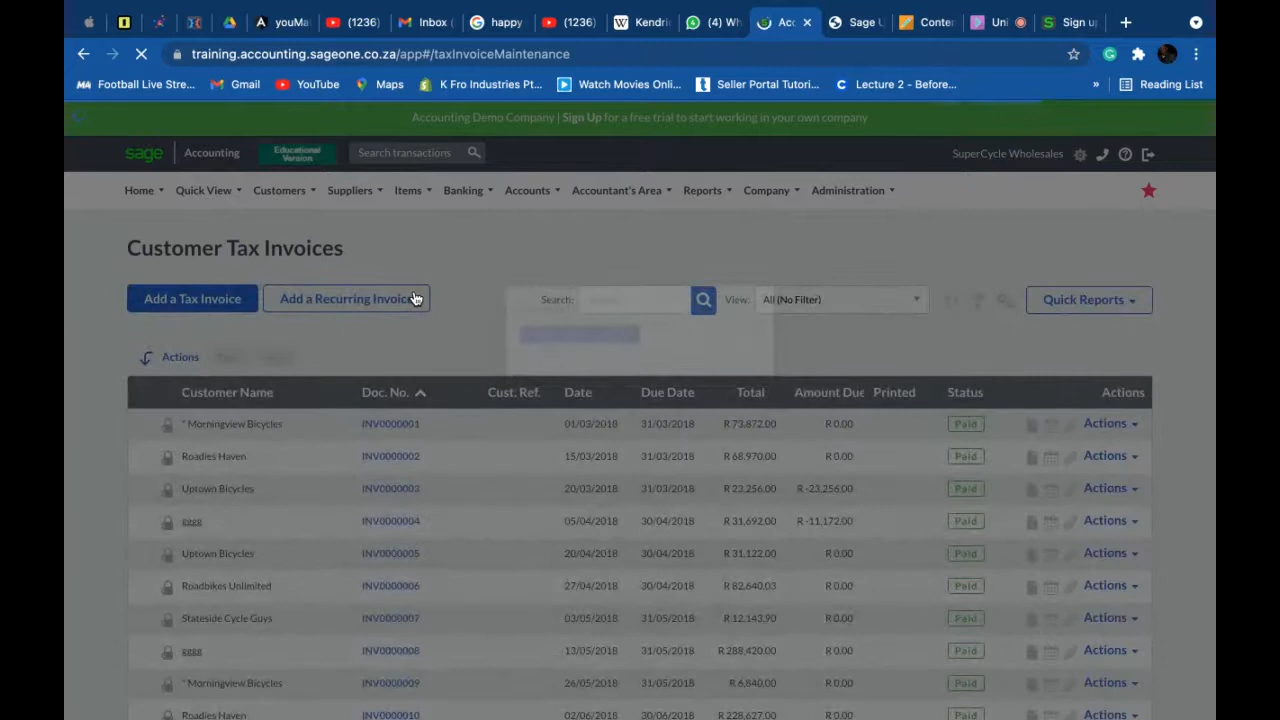 youMa
(1236)
Inbox (
happy
(1236)
Kendric
(4) Wh
Acc
Sage U
Conten
Uni
Sign up
training.accounting.sageone.co.za/app#/taxInvoiceMaintenance
Football Live Stre...
Gmail
YouTube
Maps
K Fro Industries Pt...
Watch Movies Onli...
Seller Portal Tutori...
Lecture 2 - Before...
»
Reading List
Accounting Demo Company | Sign Up for a free trial to start working in your own company
sage Accounting
Educational
Version
Search transactions
SuperCycle Wholesales
Home Quick View Customers Suppliers Items Banking Accounts Accountant's Area Reports Company Administration
Customer Tax Invoices
Add a Tax Invoice
Add a Recurring Invoice
Search:
View:
All (No Filter)
Quick Reports
Actions
Customer Name Doc. No. Cust. Ref. Date Due Date Total Amount Due Printed Status Actions
* Morningview Bicycles INV0000001 01/03/2018 31/03/2018 R 73,872.00 R 0.00 Paid Actions
Roadies Haven INV0000002 15/03/2018 31/03/2018 R 68,970.00 R 0.00 Paid Actions
Uptown Bicycles INV0000003 20/03/2018 31/03/2018 R 23,256.00 R -23,256.00 Paid Actions
gggg INV0000004 05/04/2018 30/04/2018 R 31,692.00 R -11,172.00 Paid Actions
Uptown Bicycles INV0000005 20/04/2018 30/04/2018 R 31,122.00 R 0.00 Paid Actions
Roadbikes Unlimited INV0000006 27/04/2018 30/04/2018 R 82,640.03 R 0.00 Paid Actions
Stateside Cycle Guys INV0000007 03/05/2018 31/05/2018 R 12,143.90 R 0.00 Paid Actions
gggg INV0000008 13/05/2018 31/05/2018 R 288,420.00 R 0.00 Paid Actions
* Morningview Bicycles INV0000009 26/05/2018 31/05/2018 R 6,840.00 R 0.00 Paid Actions
Roadies Haven INV0000010 02/06/2018 30/06/2018 R 228,627.00 R 0.00 Paid Actions